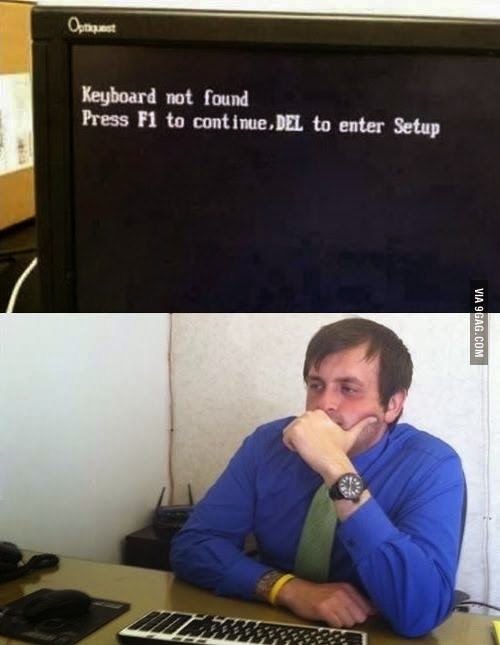 Optiquest
Keyboard not found
Press F1 to continue,DEL to enter Setup
VIA 9GAG.COM